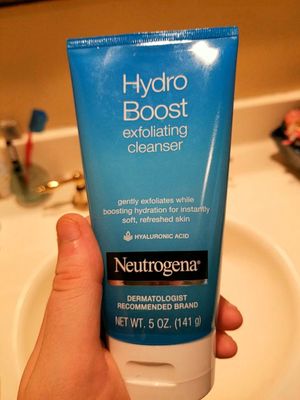 Hydro
Boost
exfoliating
cleanser
gently exfoliates while
boosting hydration for instantly
soft, refreshed skin
HYALURONIC ACID
Neutrogena®
DERMATOLOGIST
RECOMMENDED BRAND
NET WT. 5 OZ. (141 g)